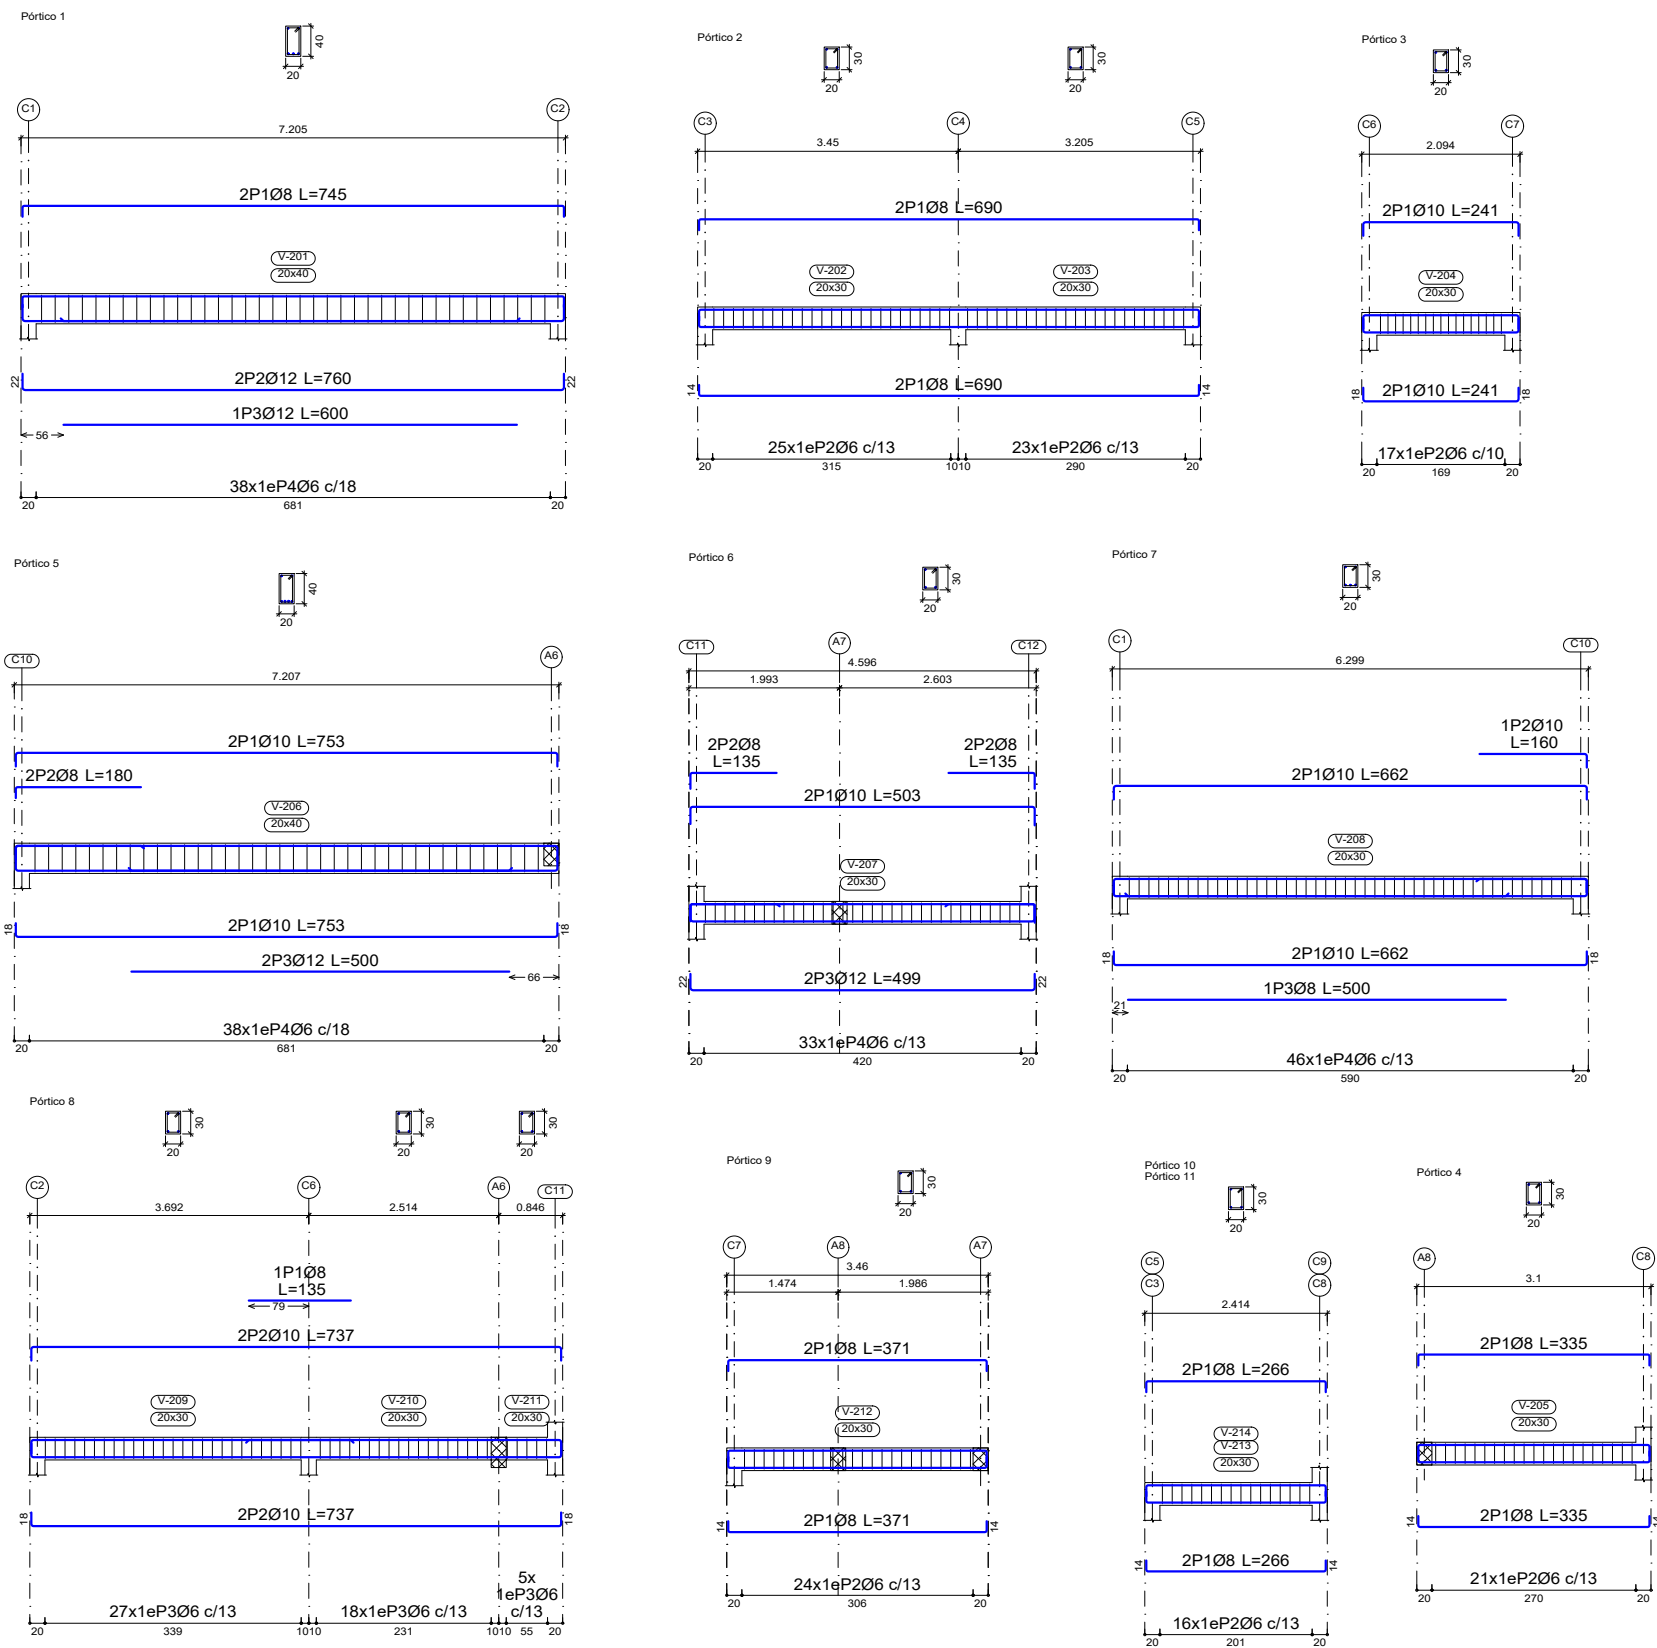 Pórtico 1
40
20
C1
C2
7.205
2P1Ø8 L=745
V-201
20x40
22
2P2Ø12 L=760
22
1P3Ø12 L=600
56
38x1eP4Ø6 c/18
20
681
20
Pórtico 2
30
20
30
20
C3
C4
C5
3.45
3.205
2P1Ø8 L=690
V-202
20x30
V-203
20x30
14
2P1Ø8 L=690
14
25x1eP2Ø6 c/13
23x1eP2Ø6 c/13
20
315
1010
290
20
Pórtico 3
30
20
C6
C7
2.094
2P1Ø10 L=241
V-204
20x30
18
2P1Ø10 L=241
18
17x1eP2Ø6 c/10
20
169
20
Pórtico 5
40
20
C10
A6
7.207
2P1Ø10 L=753
2P2Ø8 L=180
V-206
20x40
18
2P1Ø10 L=753
18
2P3Ø12 L=500
66
38x1eP4Ø6 c/18
20
681
20
Pórtico 6
30
20
C11
A7
C12
4.596
1.993
2.603
2P2Ø8
L=135
2P2Ø8
L=135
2P1Ø10 L=503
V-207
20x30
22
2P3Ø12 L=499
22
33x1eP4Ø6 c/13
20
420
20
Pórtico 7
30
20
C1
C10
6.299
1P2Ø10
L=160
2P1Ø10 L=662
V-208
20x30
18
2P1Ø10 L=662
18
1P3Ø8 L=500
21
46x1eP4Ø6 c/13
20
590
20
Pórtico 8
30
20
30
20
30
20
C2
C6
A6
C11
3.692
2.514
0.846
1P1Ø8
L=135
79
2P2Ø10 L=737
V-209
20x30
V-210
20x30
V-211
20x30
18
2P2Ø10 L=737
18
27x1eP3Ø6 c/13
18x1eP3Ø6 c/13
5x
1eP3Ø6
c/13
20
339
1010
231
1010
55
20
Pórtico 9
30
20
C7
A8
A7
3.46
1.474
1.986
2P1Ø8 L=371
V-212
20x30
14
2P1Ø8 L=371
14
24x1eP2Ø6 c/13
20
306
20
Pórtico 10
Pórtico 11
30
20
C5
C3
C9
C8
2.414
2P1Ø8 L=266
V-214
V-213
20x30
14
2P1Ø8 L=266
14
16x1eP2Ø6 c/13
20
201
20
Pórtico 4
30
20
A8
C8
3.1
2P1Ø8 L=335
V-205
20x30
14
2P1Ø8 L=335
14
21x1eP2Ø6 c/13
20
270
20